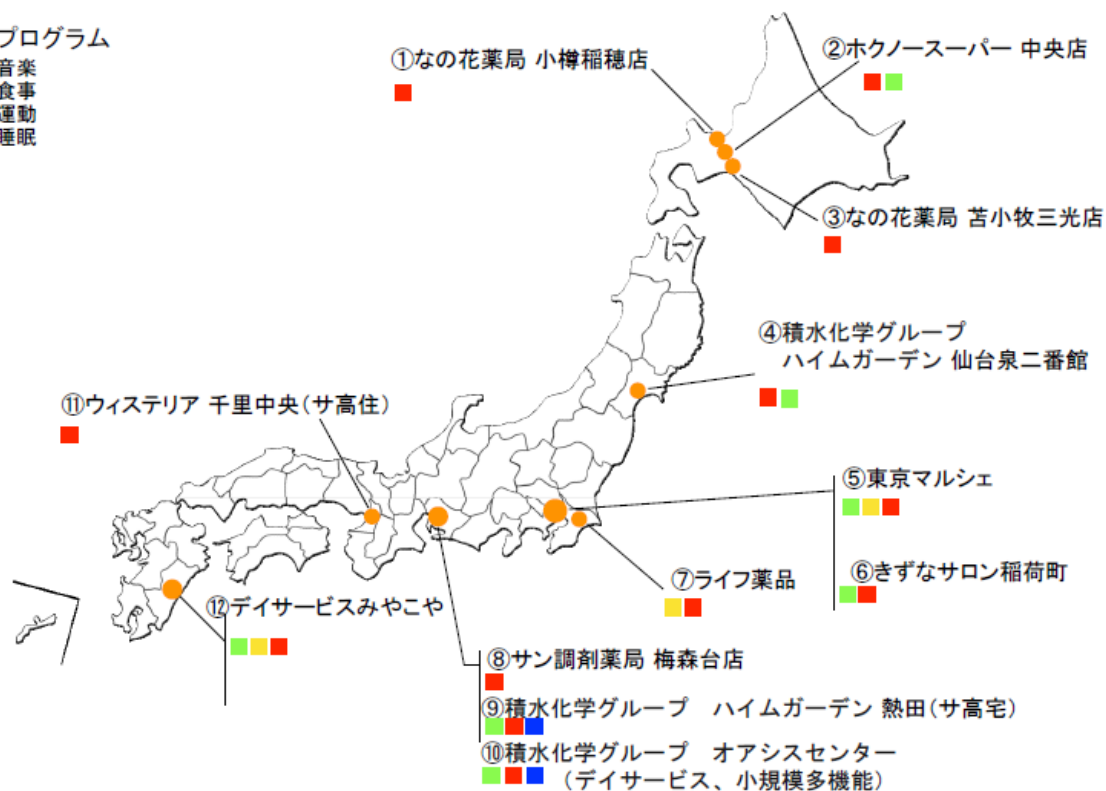 プログラム
音楽
食事
運動
睡眠
①なの花薬局 小樽稲穂店
②ホクノースーパー 中央店
③なの花薬局 苫小牧三光店
④積水化学グループ
ハイムガーデン 仙台泉二番館
⑪ウィステリア 千里中央(サ高住)
⑤東京マルシェ
⑥きずなサロン稲荷町
⑦ライフ薬品
⑫デイサービスみやこや
⑧サン調剤薬局 梅森台店
⑨積水化学グループ　ハイムガーデン 熱田(サ高宅)
⑩積水化学グループ　オアシスセンター
(デイサービス、小規模多機能)